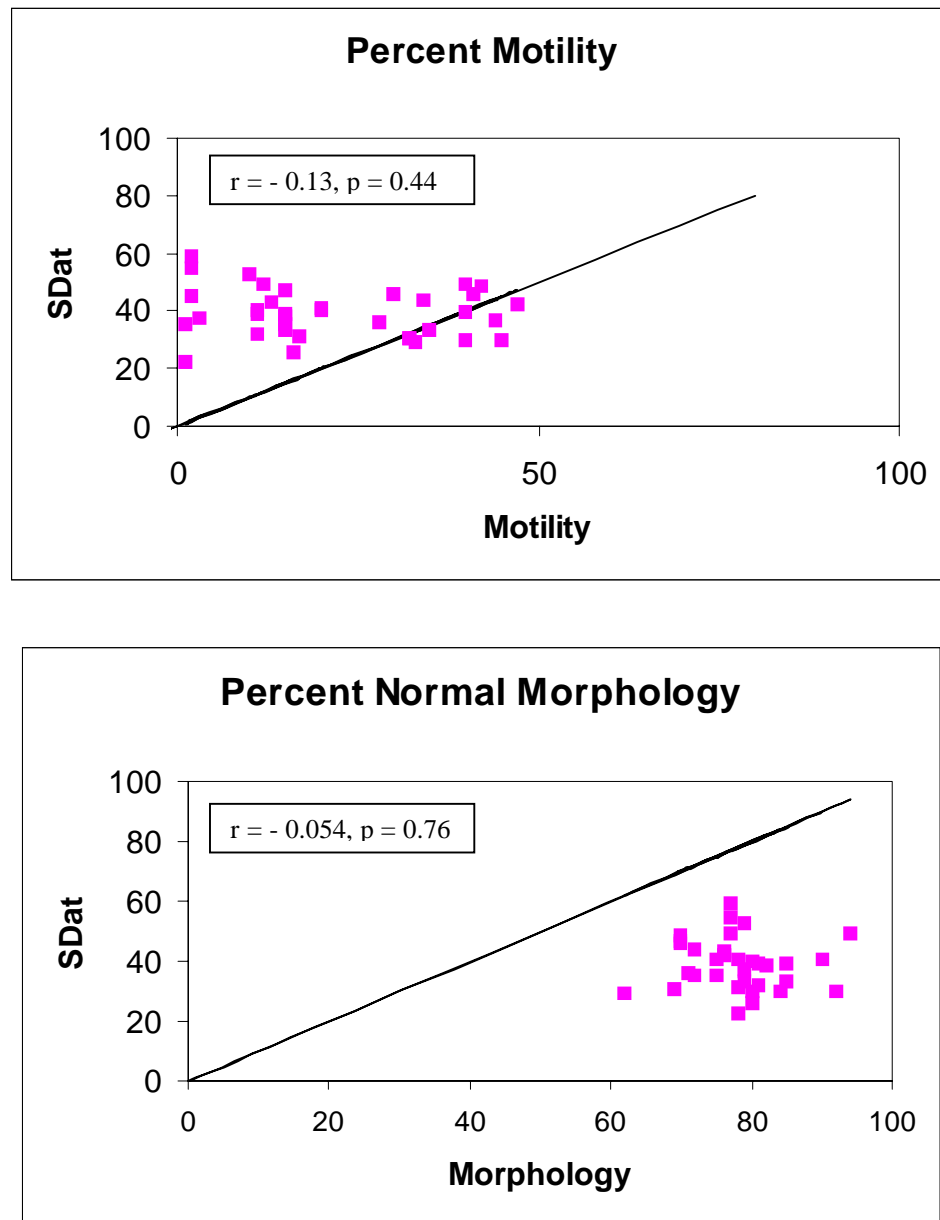 Percent Motility
100
80
60
40
20
0
SDat
r = - 0.13, p = 0.44
0 50 100
Motility
Percent Normal Morphology
100
80
60
40
20
0
SDat
r = - 0.054, p = 0.76
0 20 40 60 80 100
Morphology